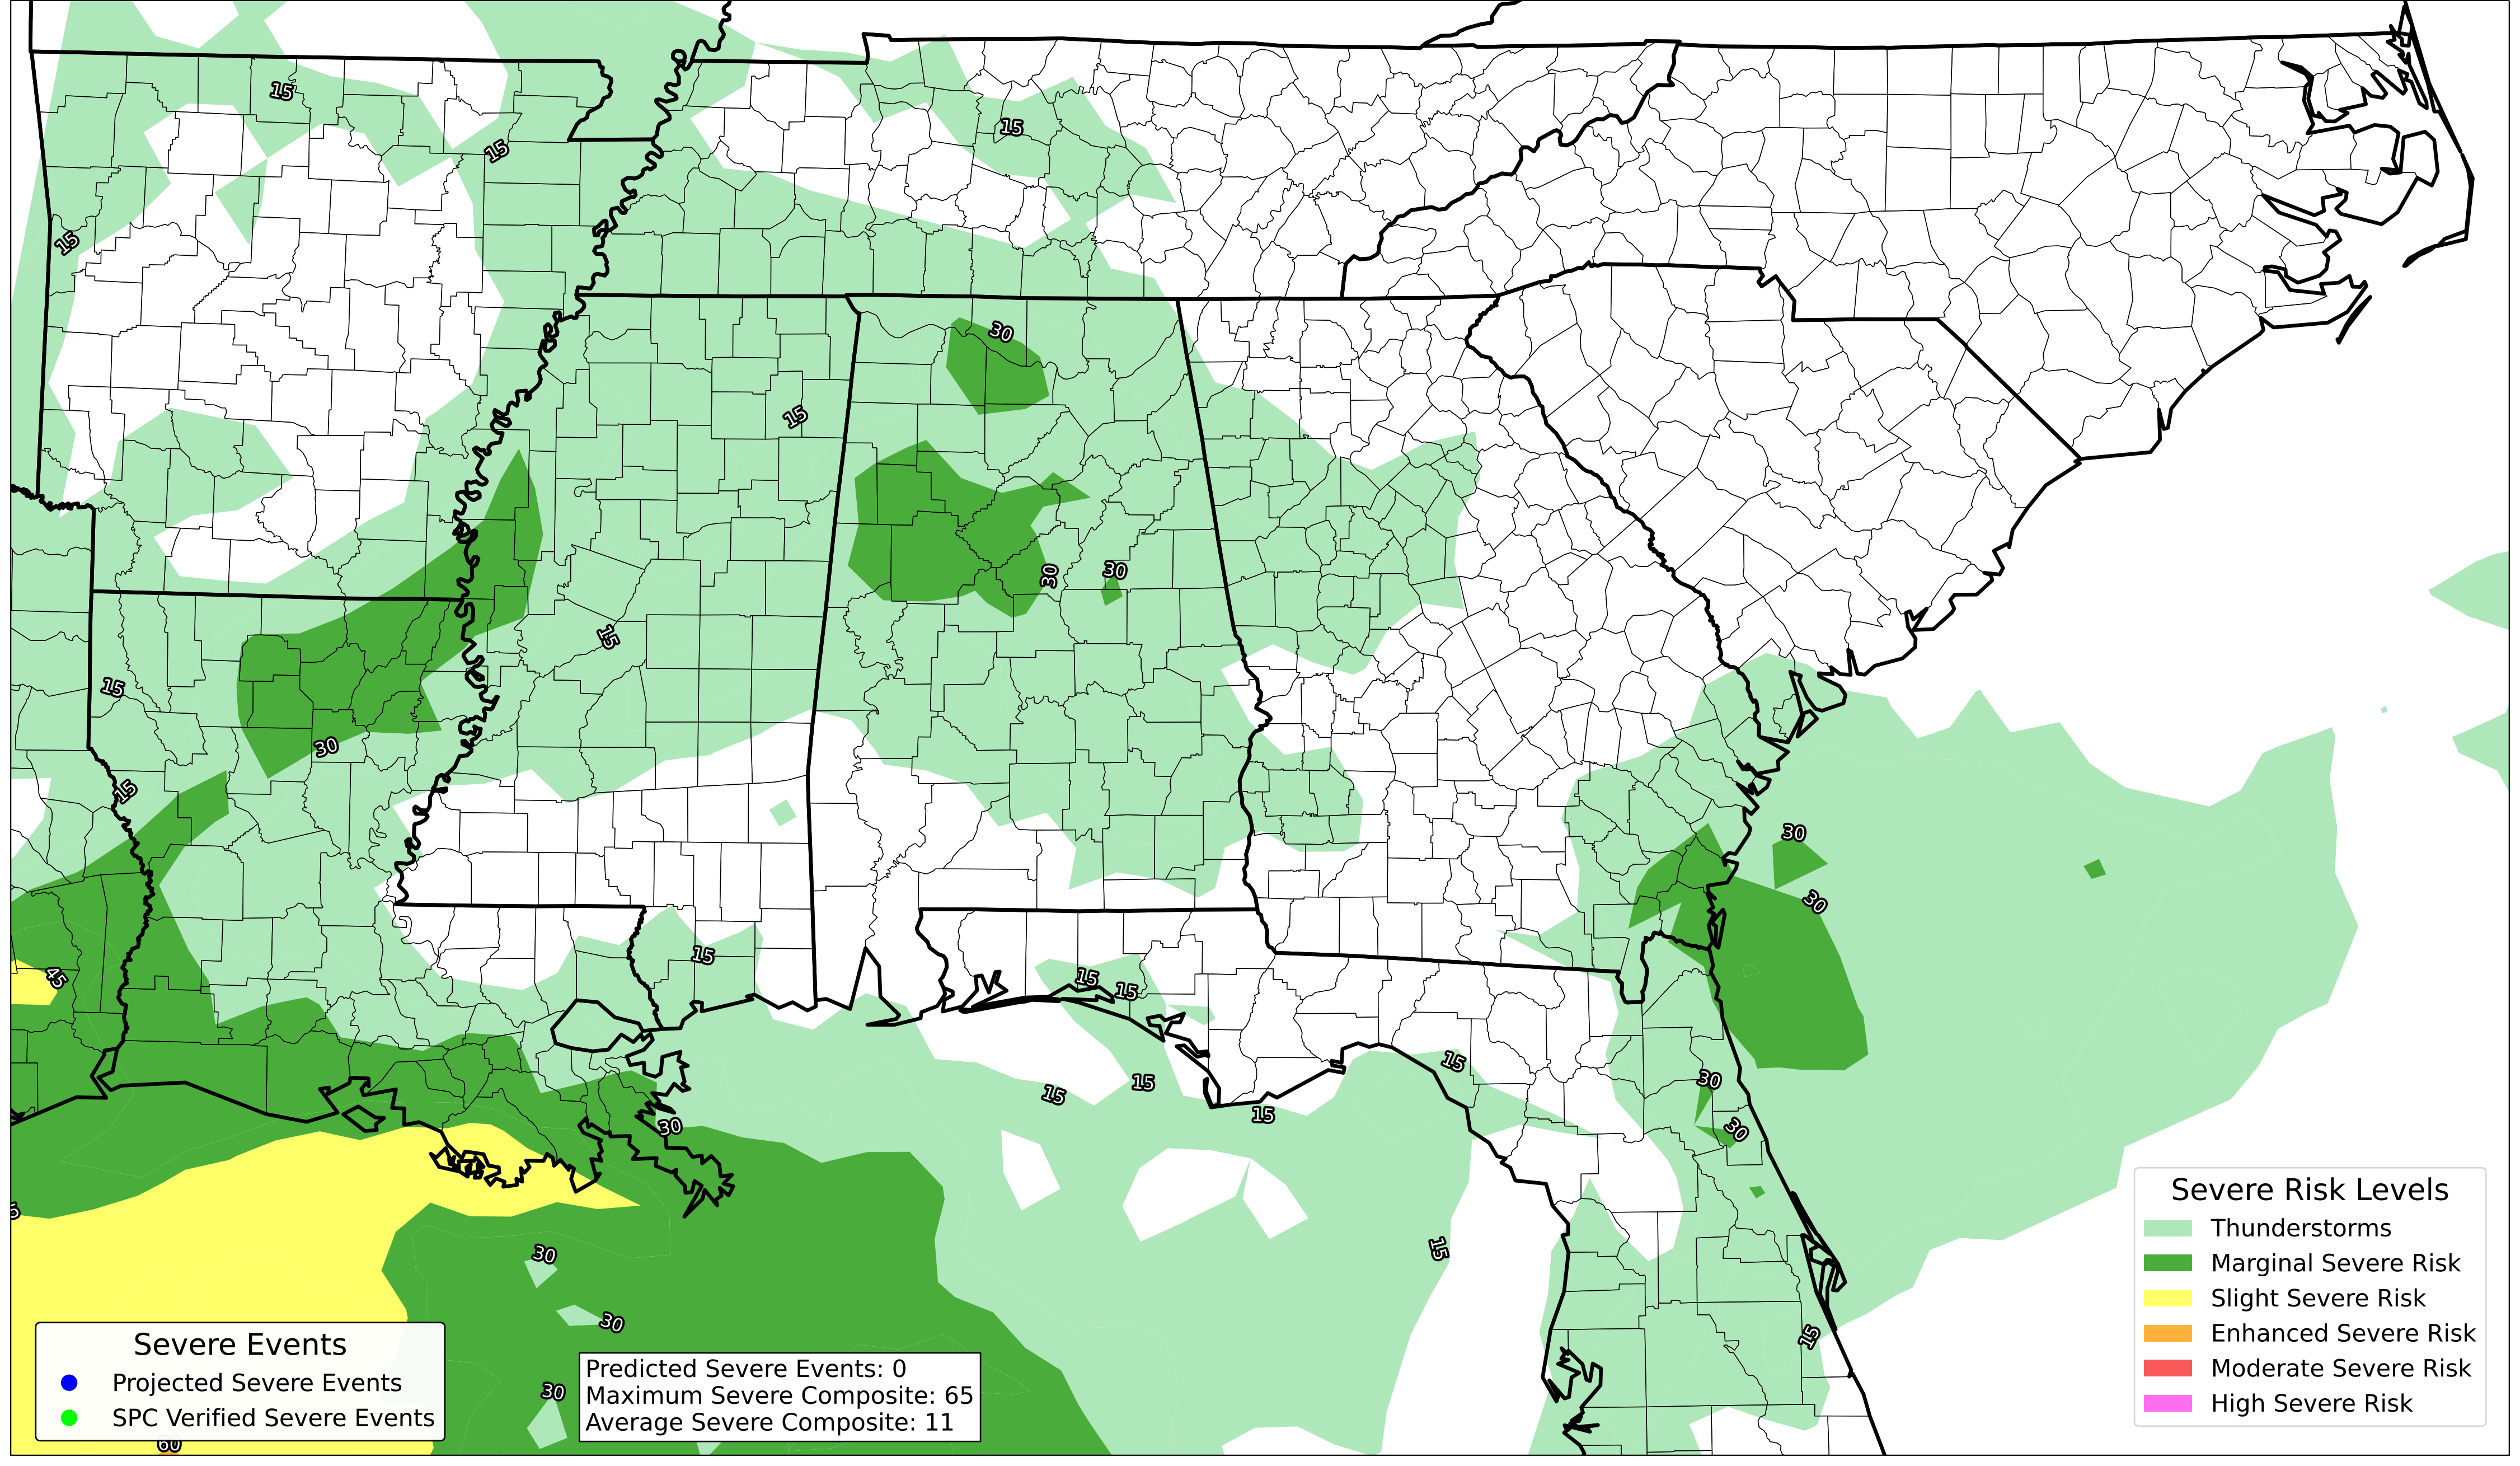 15
15
15
15
30
15
30
30
15
15
30
15
30
30
15
45
15
15
15
15
15
15
30
30
15
30
30
15
30
30
60
Severe Events
Projected Severe Events
SPC Verified Severe Events
Predicted Severe Events: 0
Maximum Severe Composite: 65
Average Severe Composite: 11
30
Severe Risk Levels
Thunderstorms
Marginal Severe Risk
Slight Severe Risk
Enhanced Severe Risk
Moderate Severe Risk
High Severe Risk
15